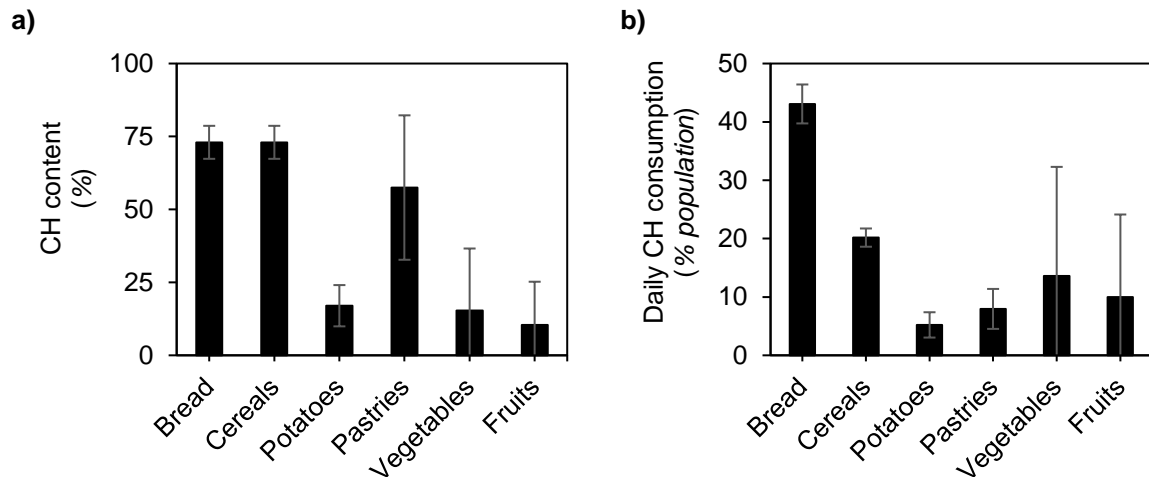 a)
CH content
(%)
100
75
50
25
0
Bread
Cereals
Potatoes
Pastries
Vegetables
Fruits
b)
Daily CH consumption
(% population)
50
40
30
20
10
0
Bread
Cereals
Potatoes
Pastries
Vegetables
Fruits